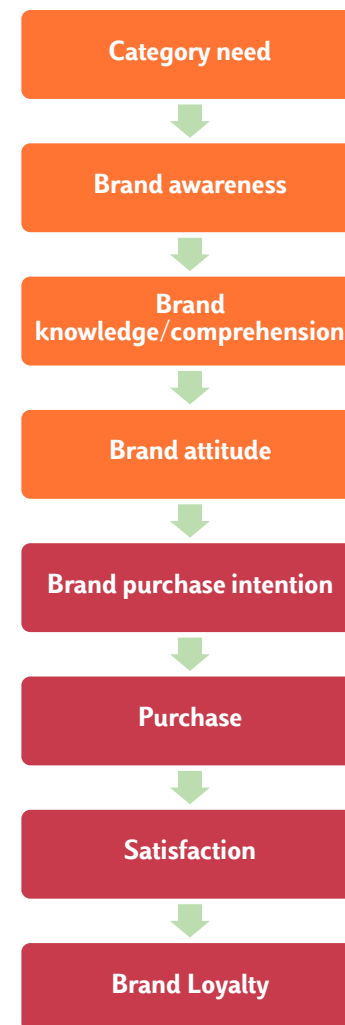 Category need
Brand awareness
Brand
knowledge/comprehension
Brand attitude
Brand purchase intention
Purchase
Satisfaction
Brand Loyalty